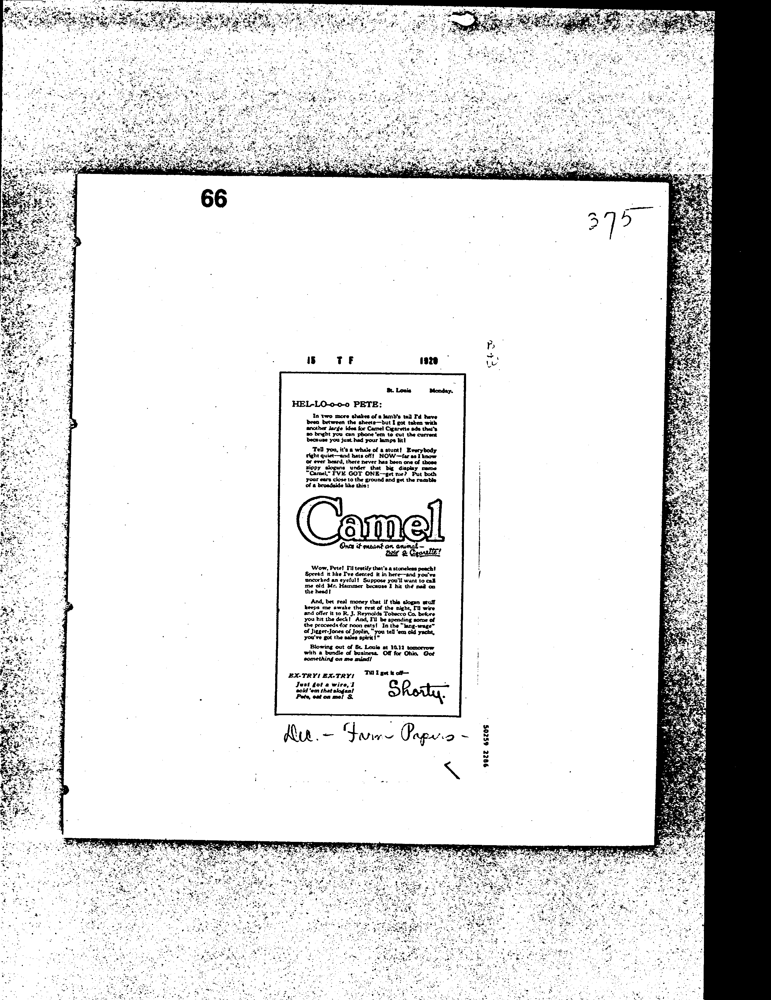 66
375
15 T F 1920
St. Louis Monday.
HEL-LO-o-o-o PETE:
In two more shakes of a lamb's tail I'd have
been between the sheets—but I got taken with
another large idea for Camel Cigarette ads that's
so bright you can phone 'em to cut the current
because you just had your lamps lit!
Tell you, it's a whale of a stunt! Everybody
right quiet—and hats off! NOW—far as I know
or ever heard, there never has been one of those
zippy slogans under that big display name
"Camel." I'VE GOT ONE—get me? Put both
your ears close to the ground and get the rumble
of a broadside like this:
Camel
Once it meant an animal—
now a Cigarette!
Wow, Pete! I'll testify that's a stoneless peach!
Spread it like I've dented it in here—and you've
uncorked an eyeful! Suppose you'll want to call
me old Mr. Hammer because I hit the nail on
the head!
And, bet real money that if this slogan stuff
keeps me awake the rest of the night, I'll wire
and offer it to R. J. Reynolds Tobacco Co. before
you hit the deck! And, I'll be spending some of
the proceeds for noon eats! In the "lang-wage"
of Jigger-Jones of Joplin, "you tell 'em old yacht,
you've got the sales spirit!"
Blowing out of St. Louis at 10.11 tomorrow
with a bundle of business. Off for Ohio. Got
something on me mind!
EX-TRY! EX-TRY! Till I get it off—
Just got a wire, I
sold 'em that slogan!
Pete, eat on me! S.
Shorty.
Dec. - Farm Papers -
50259 2206